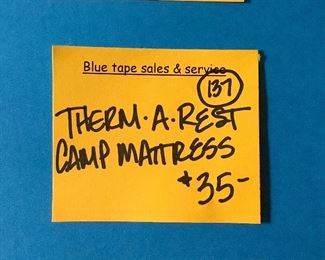 Blue tape sales & service
137
THERM•A•REST
CAMP MATTRESS
$35-